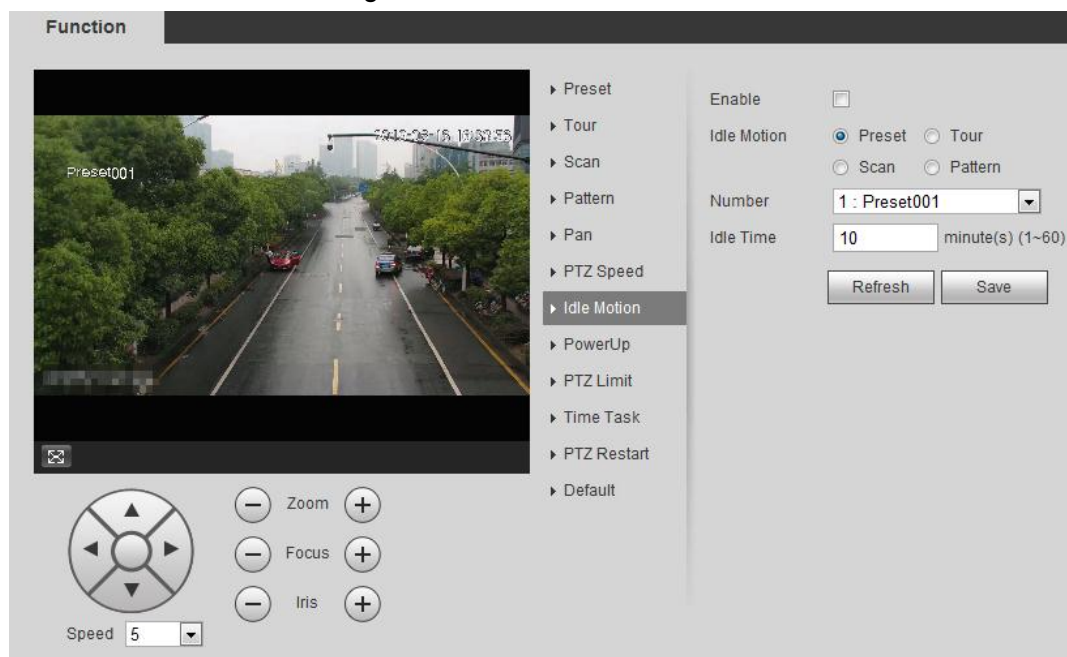 Function
Preset001
Preset
Tour
Scan
Pattern
Pan
PTZ Speed
Idle Motion
PowerUp
PTZ Limit
Time Task
PTZ Restart
Default
Enable
Idle Motion Preset Tour
Scan Pattern
Number 1 : Preset001
Idle Time 10 minute(s) (1~60)
Refresh Save
Zoom
Focus
Iris
Speed 5